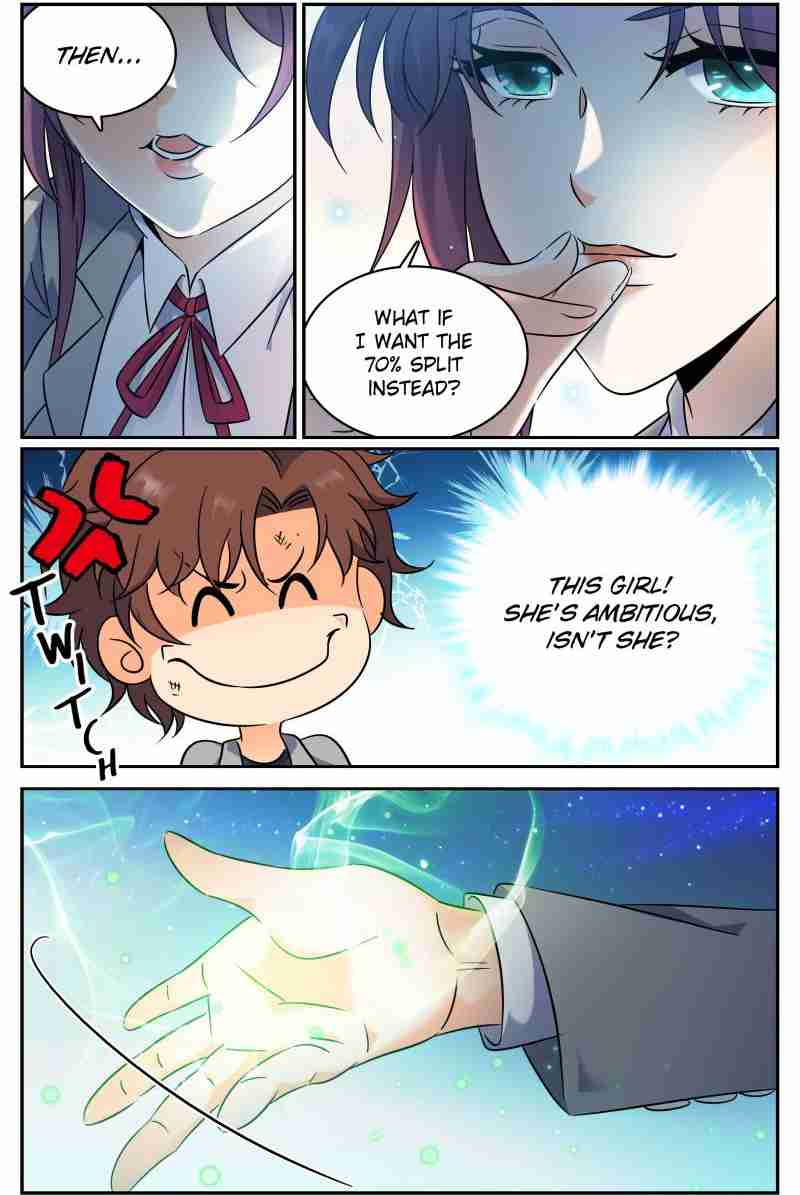 THEN...
WHAT IF
I WANT THE
70% SPLIT
INSTEAD?
TWITCH
THIS GIRL!
SHE'S AMBITIOUS,
ISN'T SHE?